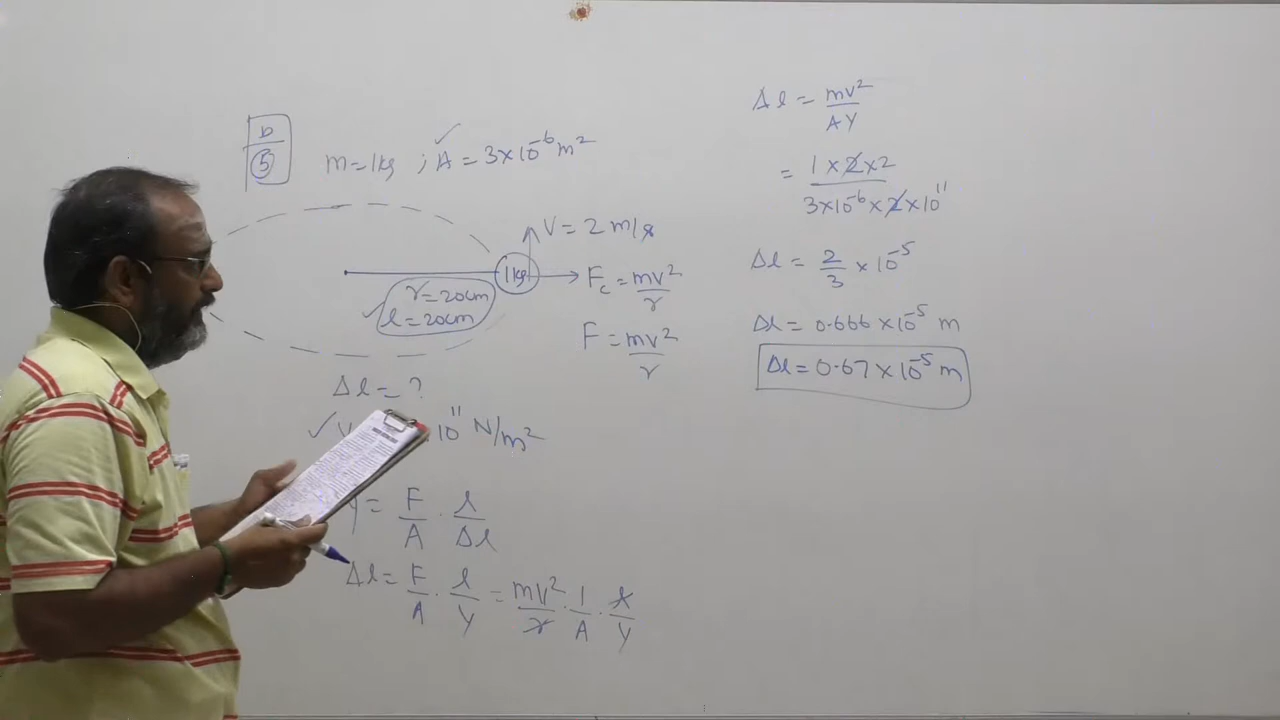 D
5
m=1kg ; A = 3×10⁻⁶ m²
V = 2 m/s
1kg
r=20cm
l=20cm
F_c = mv²/r
F = mv²/r
Δl = ?
10¹¹ N/m²
Y = F/A · l/Δl
Δl = F/A · l/Y = mv²/r · 1/A · l/Y
Δl = mv²/AY
= 1×2×2 / 3×10⁻⁶×2×10¹¹
Δl = 2/3 × 10⁻⁵
Δl = 0.666 ×10⁻⁵ m
Δl = 0.67×10⁻⁵ m